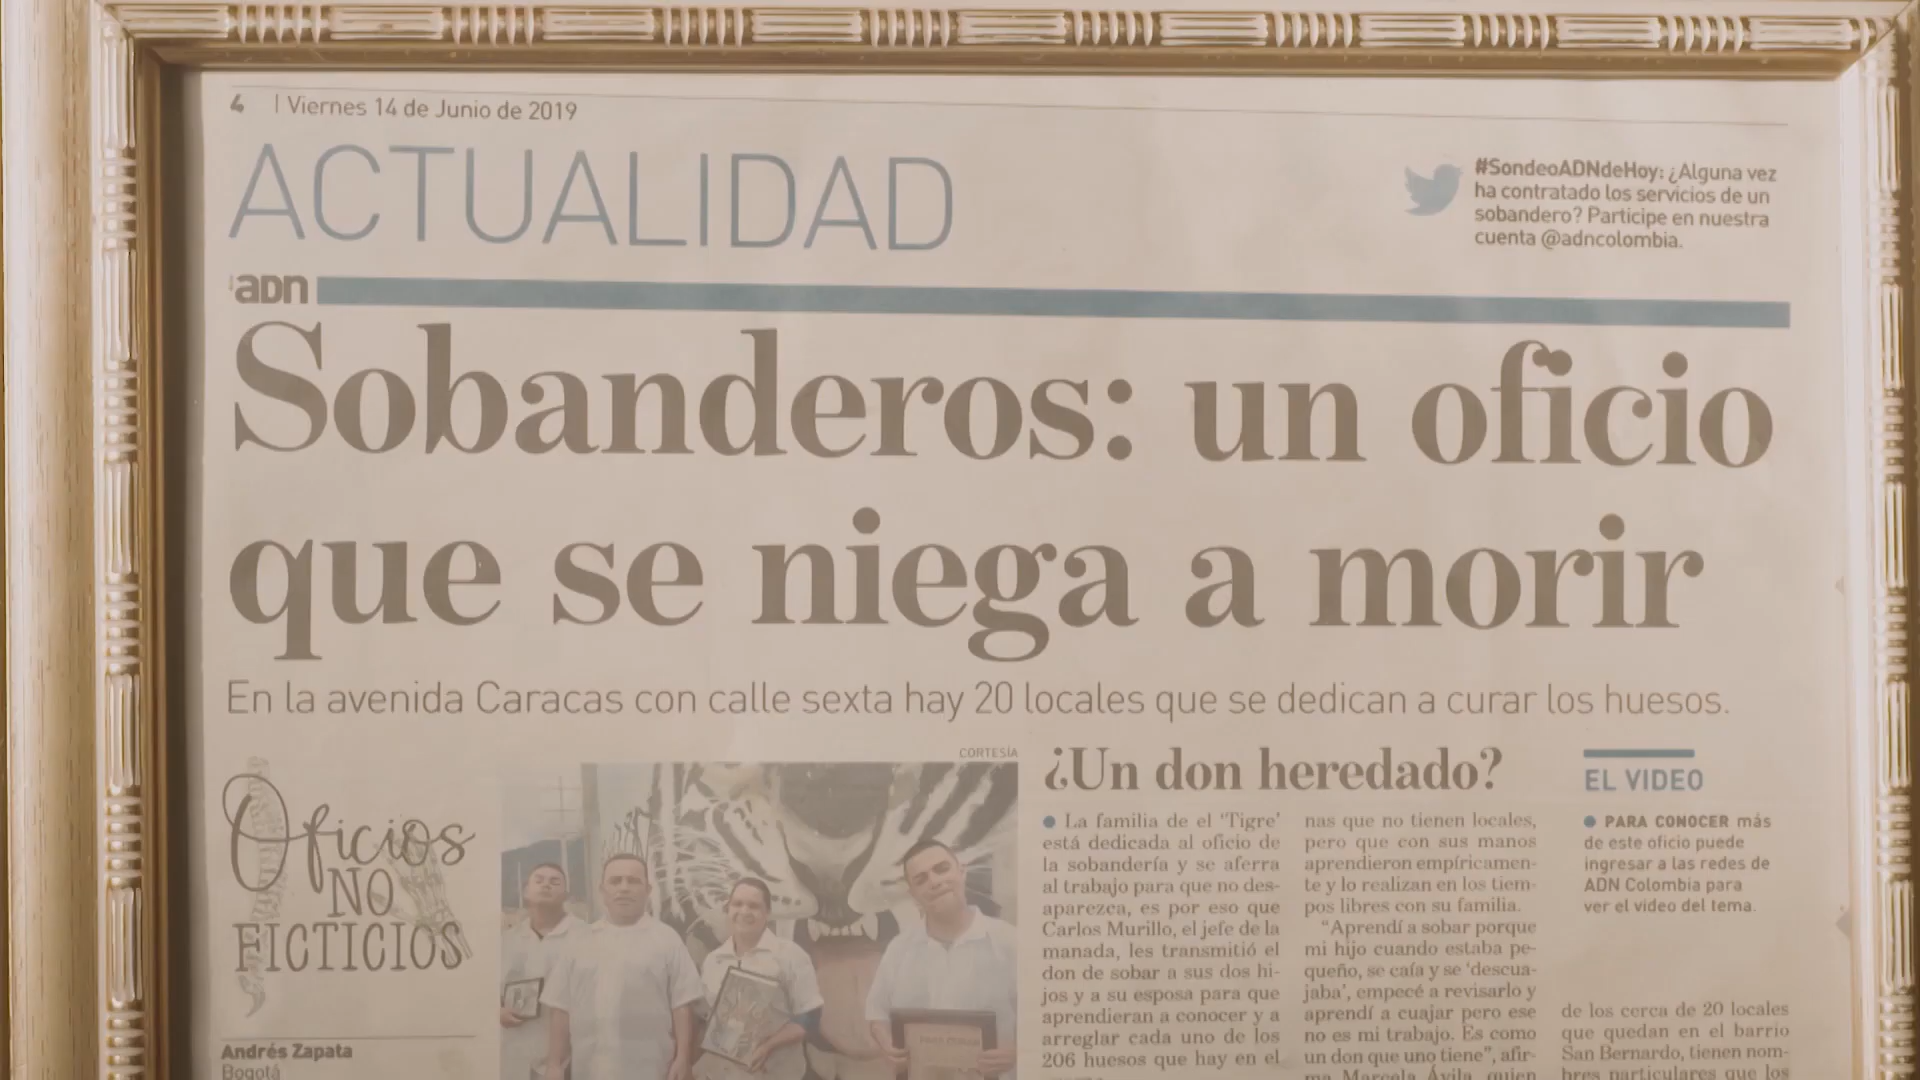 4 | Viernes 14 de Junio de 2019
ACTUALIDAD
#SondeoADNdeHoy: ¿Alguna vez
ha contratado los servicios de un
sobandero? Participe en nuestra
cuenta @adncolombia.
adn
Sobanderos: un oficio
que se niega a morir
En la avenida Caracas con calle sexta hay 20 locales que se dedican a curar los huesos.
Oficios
NO
FICTICIOS
Andrés Zapata
Bogotá
CORTESÍA
¿Un don heredado?
La familia de el ‘Tigre’
está dedicada al oficio de
la sobandería y se aferra
al trabajo para que no des-
aparezca, es por eso que
Carlos Murillo, el jefe de la
manada, les transmitió el
don de sobar a sus dos hi-
jos y a su esposa para que
aprendieran a conocer y a
arreglar cada uno de los
206 huesos que hay en el
nas que no tienen locales,
pero que con sus manos
aprendieron empíricamen-
te y lo realizan en los tiem-
pos libres con su familia.
“Aprendí a sobar porque
mi hijo cuando estaba pe-
queño, se caía y se ‘descua-
jaba’, empecé a revisarlo y
aprendí a cuajar pero ese
no es mi trabajo. Es como
un don que uno tiene”, afir-
ma Marcela Ávila, quien
EL VIDEO
PARA CONOCER más
de este oficio puede
ingresar a las redes de
ADN Colombia para
ver el video del tema.
de los cerca de 20 locales
que quedan en el barrio
San Bernardo, tienen nom-
bres particulares que los